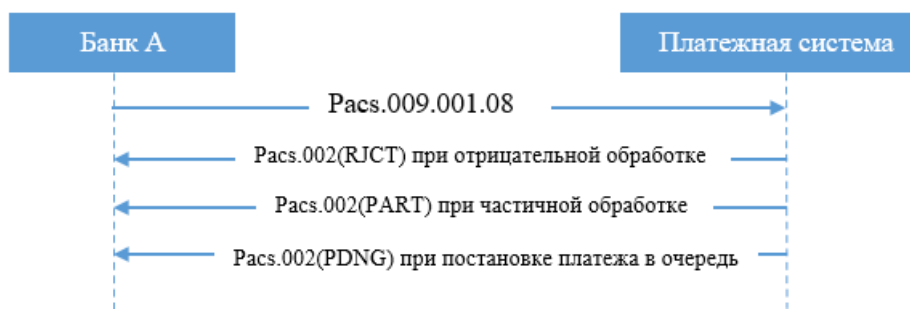 Банк А
Платежная система
Pacs.009.001.08
Pacs.002(RJCT) при отрицательной обработке
Pacs.002(PART) при частичной обработке
Pacs.002(PDNG) при постановке платежа в очередь